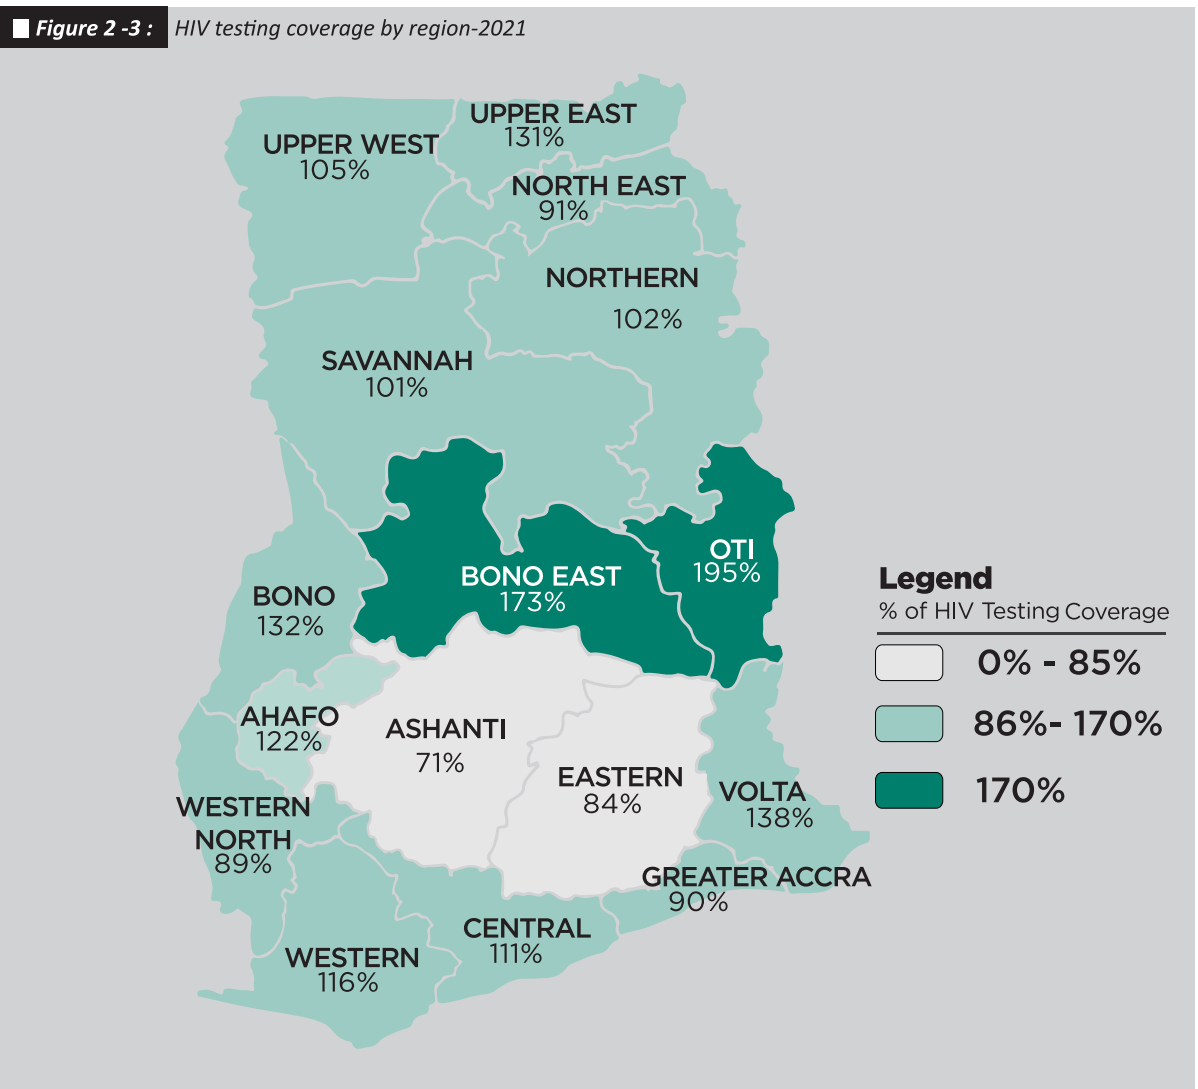 Figure 2 -3 : HIV testing coverage by region-2021
UPPER EAST
131%
UPPER WEST
105%
NORTH EAST
91%
NORTHERN
102%
SAVANNAH
101%
OTI
195%
BONO EAST
173%
BONO
132%
AHAFO
122%
ASHANTI
71%
EASTERN
84%
VOLTA
138%
WESTERN
NORTH
89%
GREATER ACCRA
90%
CENTRAL
111%
WESTERN
116%
Legend
% of HIV Testing Coverage
0% - 85%
86%- 170%
170%